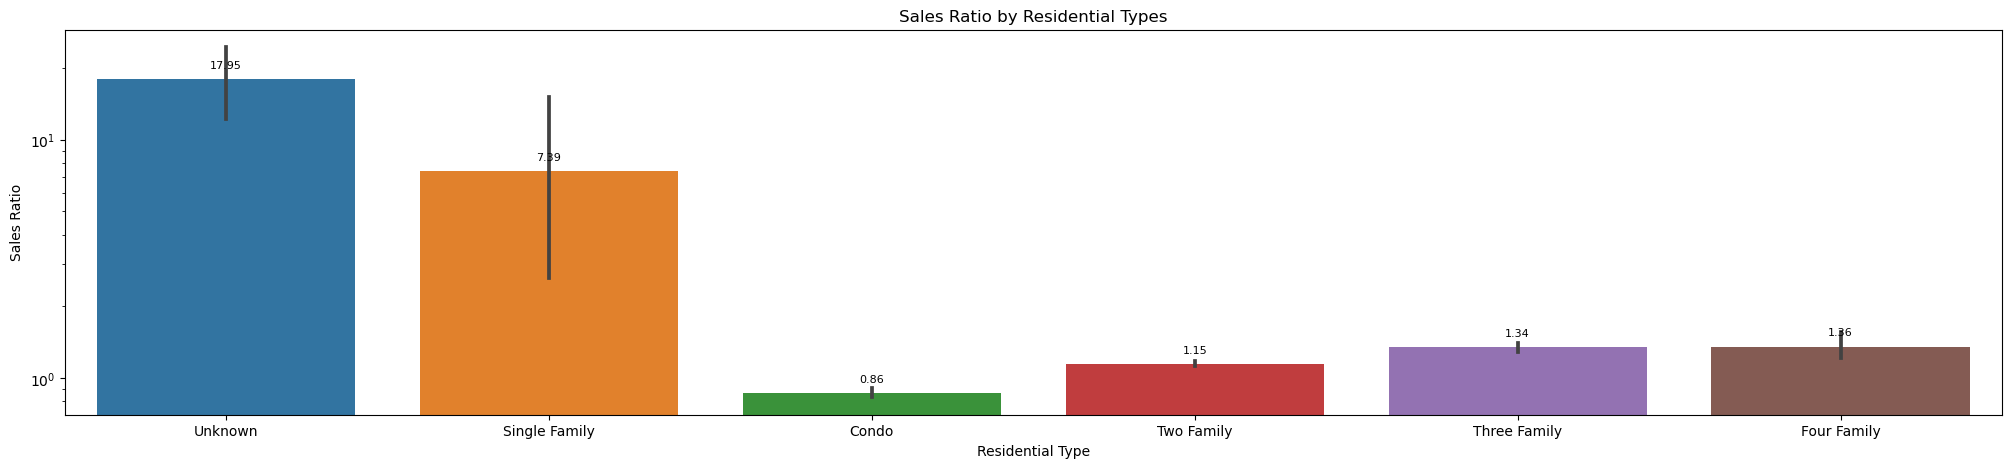 Sales Ratio by Residential Types
Sales Ratio
10¹
10⁰
17.95
7.39
0.86
1.15
1.34
1.36
Unknown
Single Family
Condo
Two Family
Three Family
Four Family
Residential Type